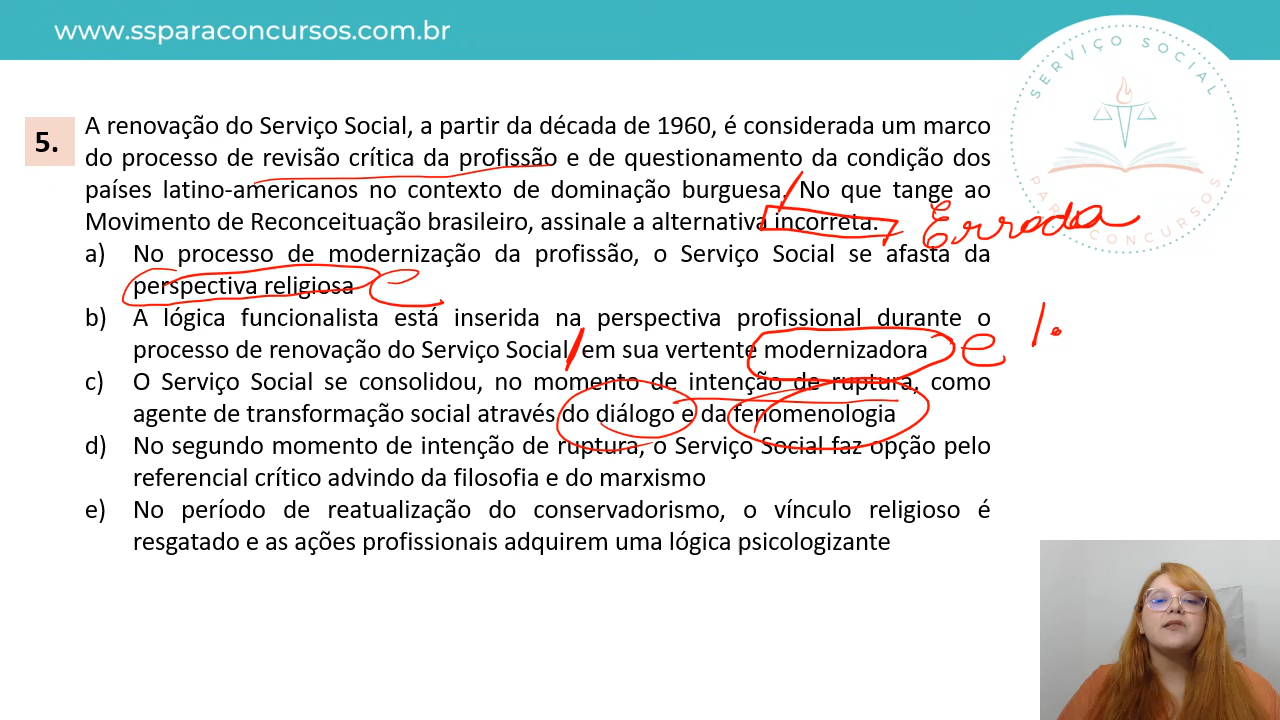 www.ssparaconcursos.com.br
SERVIÇO SOCIAL
PARA CONCURSOS
5.
A renovação do Serviço Social, a partir da década de 1960, é considerada um marco
do processo de revisão crítica da profissão e de questionamento da condição dos
países latino-americanos no contexto de dominação burguesa. No que tange ao
Movimento de Reconceituação brasileiro, assinale a alternativa incorreta.
Errada
a) No processo de modernização da profissão, o Serviço Social se afasta da
perspectiva religiosa
b) A lógica funcionalista está inserida na perspectiva profissional durante o
processo de renovação do Serviço Social, em sua vertente modernizadora
c) O Serviço Social se consolidou, no momento de intenção de ruptura, como
agente de transformação social através do diálogo e da fenomenologia
d) No segundo momento de intenção de ruptura, o Serviço Social faz opção pelo
referencial crítico advindo da filosofia e do marxismo
e) No período de reatualização do conservadorismo, o vínculo religioso é
resgatado e as ações profissionais adquirem uma lógica psicologizante